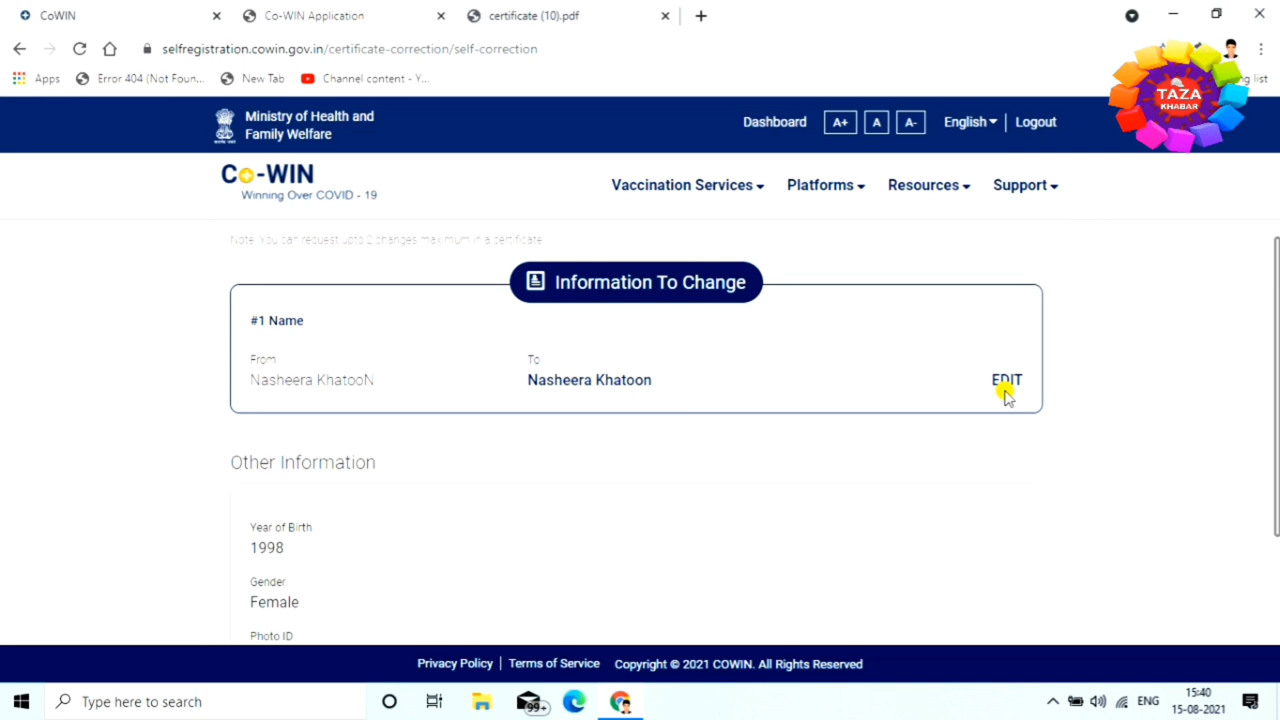 CoWIN
Co-WIN Application
certificate (10).pdf
selfregistration.cowin.gov.in/certificate-correction/self-correction
Apps
Error 404 (Not Foun...
New Tab
Channel content - Y...
ng list
TAZA
KHABAR
Ministry of Health and
Family Welfare
Dashboard
A+
A
A-
English
Logout
Co-WIN
Winning Over COVID - 19
Vaccination Services
Platforms
Resources
Support
Note: You can request upto 2 changes maximum in a certificate
Information To Change
#1 Name
From
To
Nasheera KhatooN
Nasheera Khatoon
EDIT
Other Information
Year of Birth
1998
Gender
Female
Photo ID
Privacy Policy | Terms of Service
Copyright © 2021 COWIN. All Rights Reserved
Type here to search
99+
ENG
15:40
15-08-2021